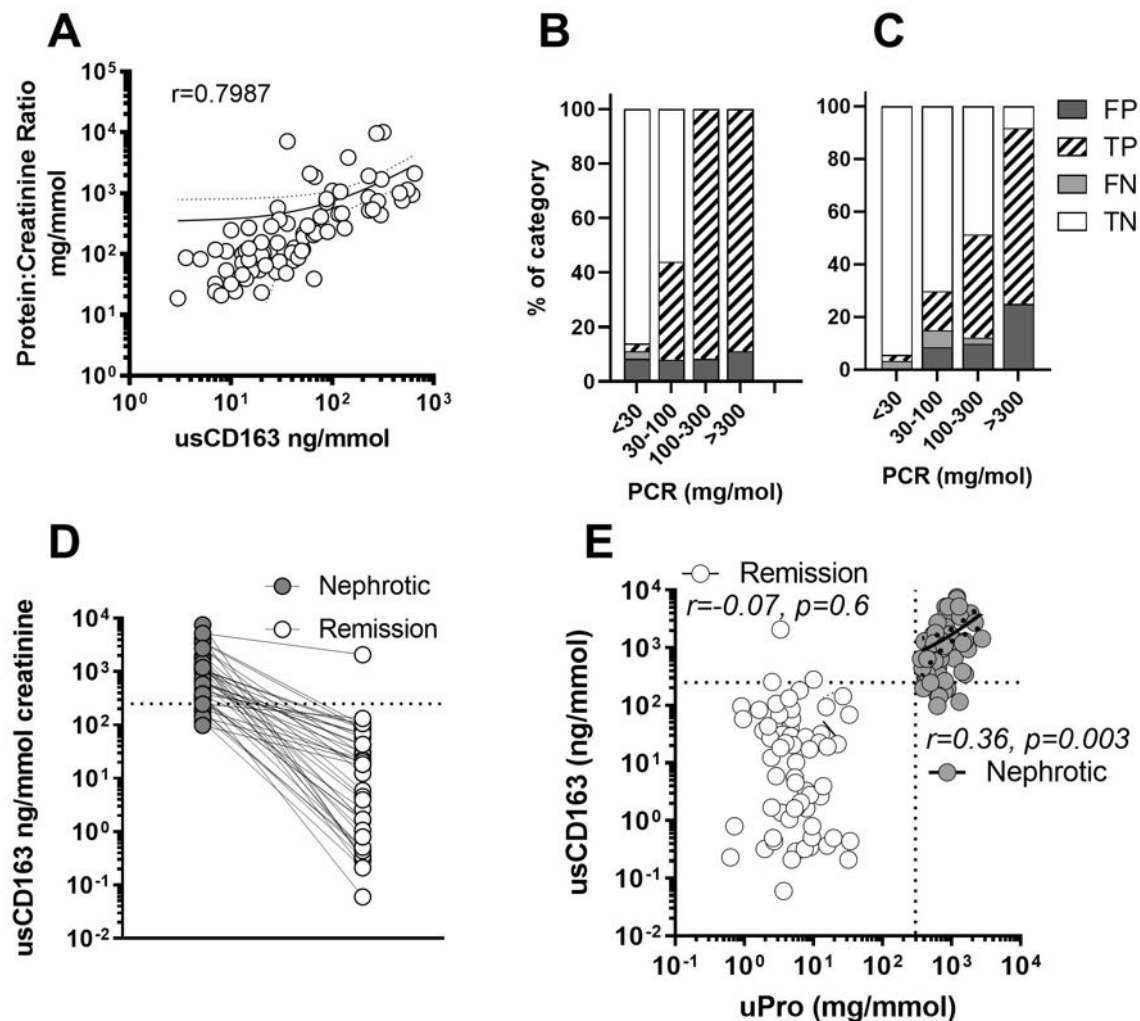 A
r=0.7987
Protein:Creatinine Ratio
mg/mmol
10⁵
10⁴
10³
10²
10¹
10⁰
10⁰ 10¹ 10² 10³
usCD163 ng/mmol
B
% of category
100
80
60
40
20
0
<30
30-100
100-300
>300
PCR (mg/mol)
C
100
80
60
40
20
0
<30
30-100
100-300
>300
PCR (mg/mol)
FP
TP
FN
TN
D
Nephrotic
Remission
usCD163 ng/mmol creatinine
10⁴
10³
10²
10¹
10⁰
10⁻¹
10⁻²
E
Remission
r=-0.07, p=0.6
usCD163 (ng/mmol)
10⁴
10³
10²
10¹
10⁰
10⁻¹
10⁻²
r=0.36, p=0.003
Nephrotic
10⁻¹ 10⁰ 10¹ 10² 10³ 10⁴
uPro (mg/mmol)